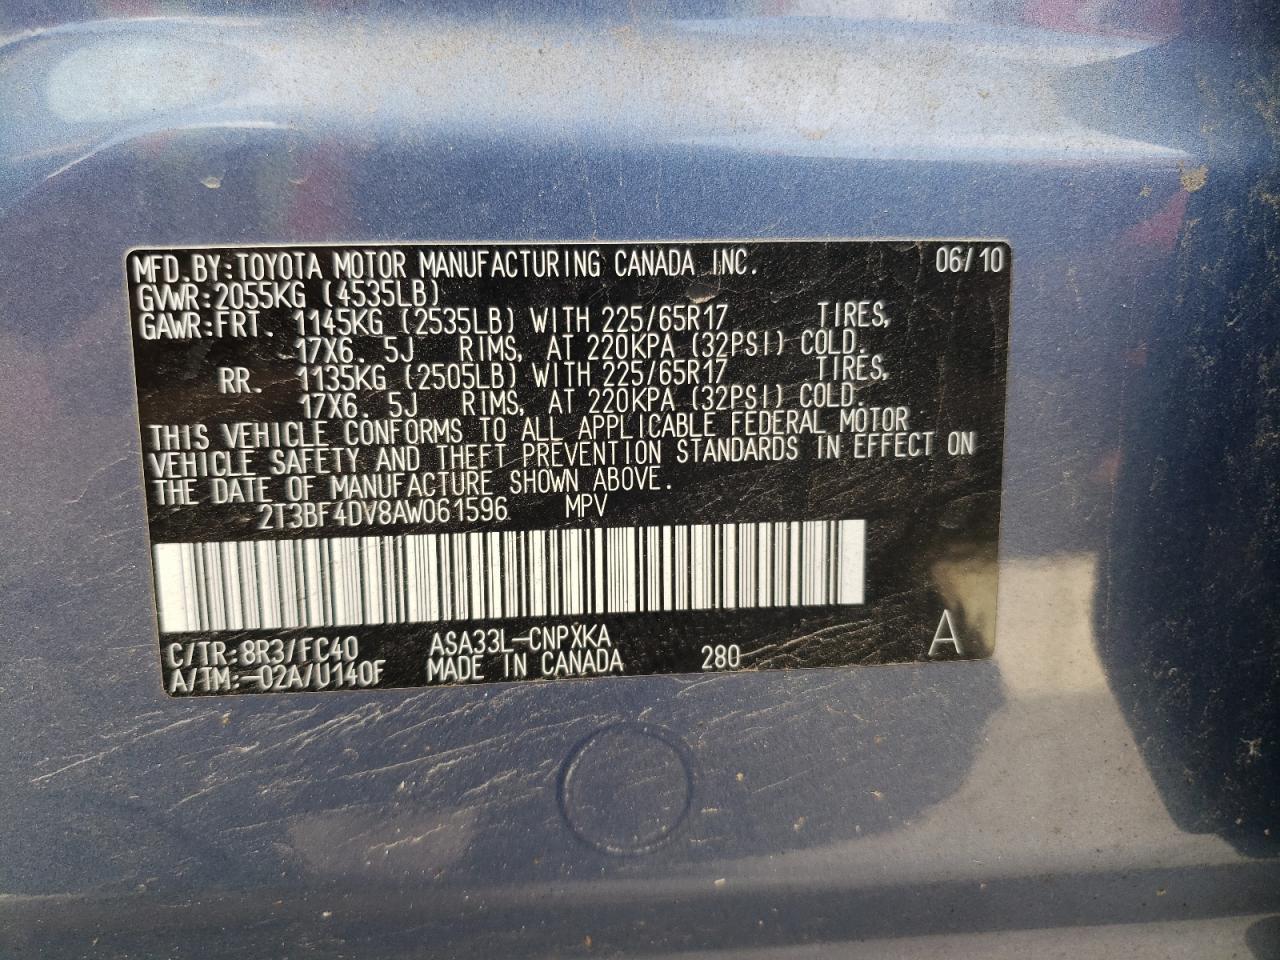 MFD.BY:TOYOTA MOTOR MANUFACTURING CANADA INC. 06/10
GVWR:2055KG (4535LB)
GAWR:FRT. 1145KG (2535LB) WITH 225/65R17 TIRES,
17X6. 5J RIMS, AT 220KPA (32PSI) COLD.
RR. 1135KG (2505LB) WITH 225/65R17 TIRES,
17X6. 5J RIMS, AT 220KPA (32PSI) COLD.
THIS VEHICLE CONFORMS TO ALL APPLICABLE FEDERAL MOTOR
VEHICLE SAFETY AND THEFT PREVENTION STANDARDS IN EFFECT ON
THE DATE OF MANUFACTURE SHOWN ABOVE.
2T3BF4DV8AW061596 MPV
C/TR:8R3/FC40 ASA33L-CNPXKA A
A/TM:-02A/U140F MADE IN CANADA 280